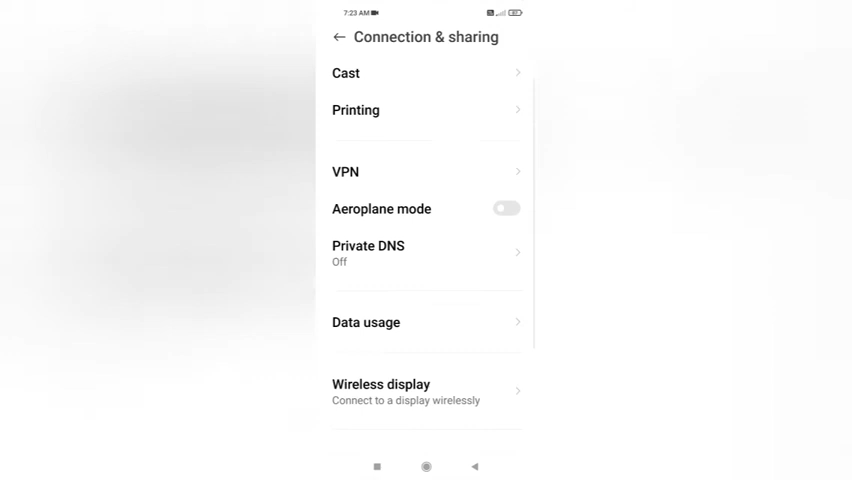 7:23 AM
Connection & sharing
Cast
Printing
VPN
Aeroplane mode
Private DNS
Off
Data usage
Wireless display
Connect to a display wirelessly